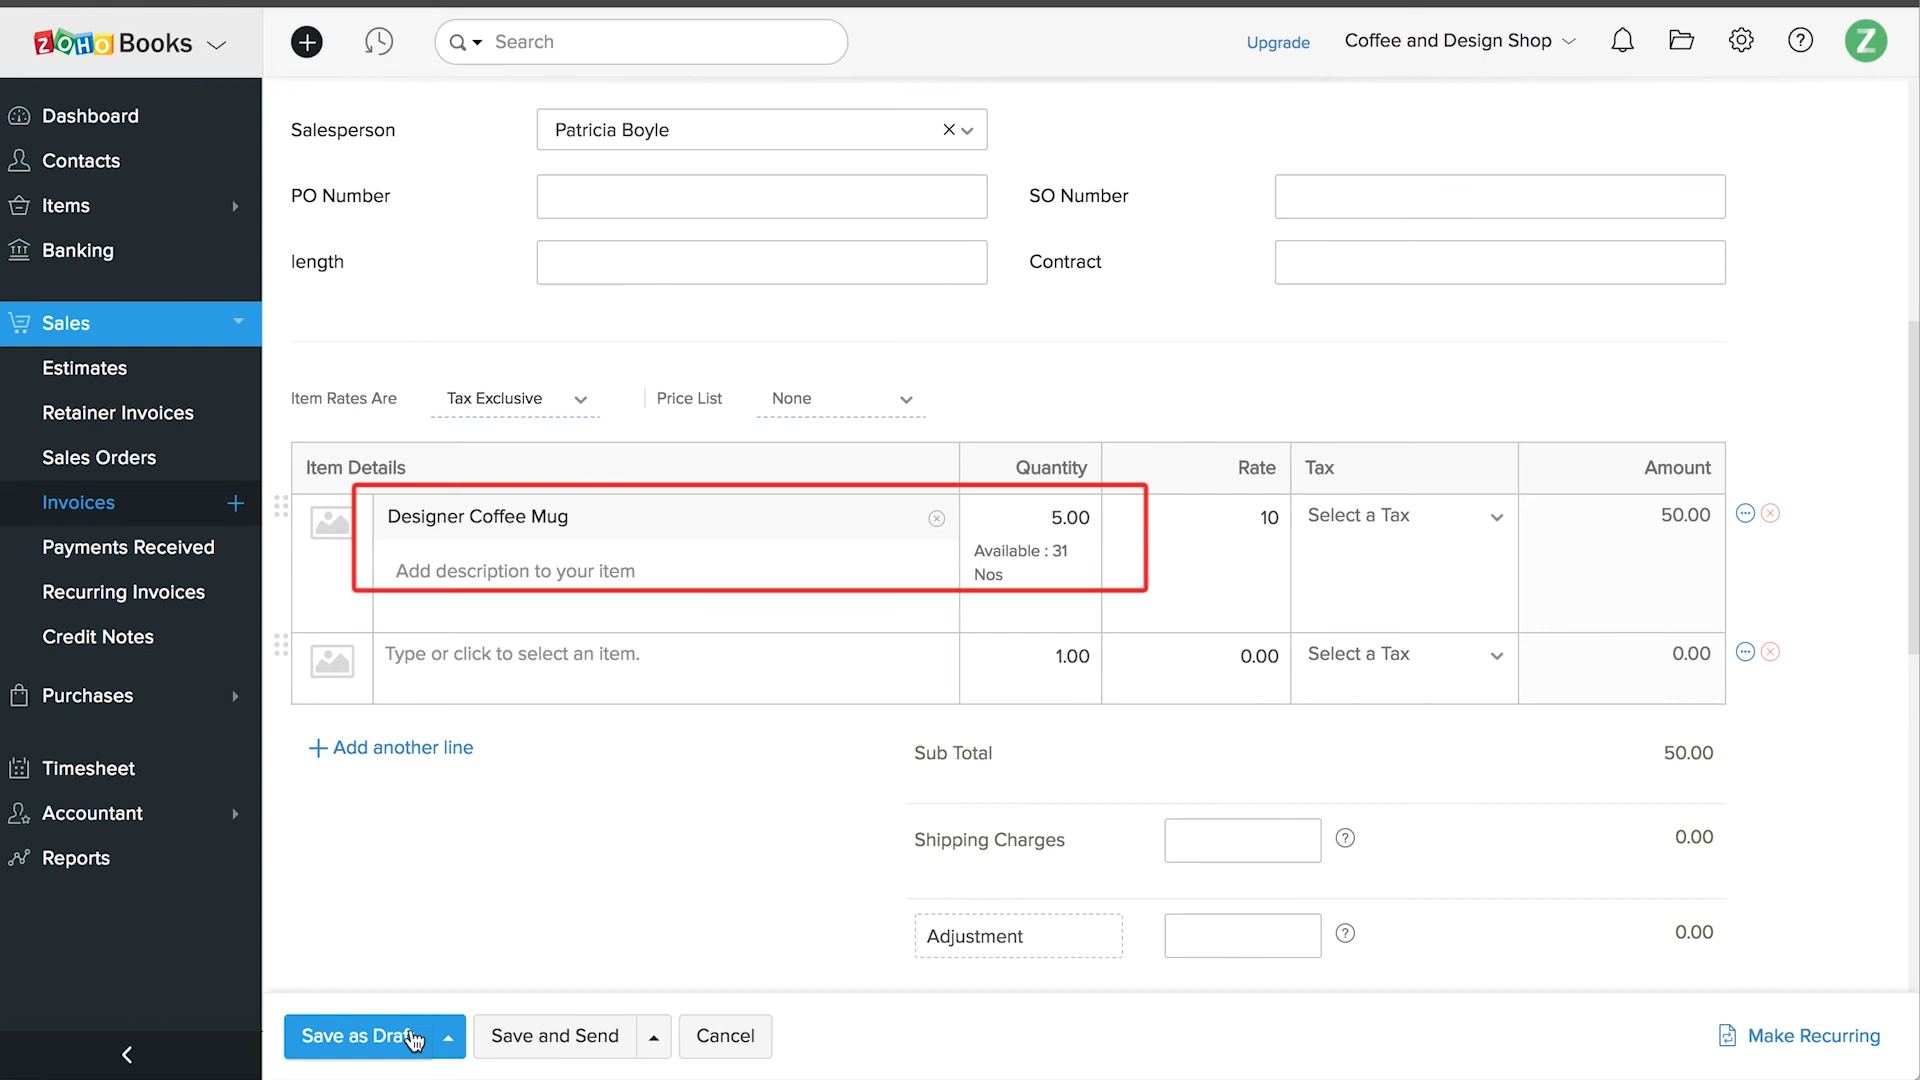 ZOHO Books
Search
Upgrade
Coffee and Design Shop
Z
Dashboard
Contacts
Items
Banking
Sales
Estimates
Retainer Invoices
Sales Orders
Invoices
Payments Received
Recurring Invoices
Credit Notes
Purchases
Timesheet
Accountant
Reports
Salesperson
Patricia Boyle
PO Number
SO Number
length
Contract
Item Rates Are
Tax Exclusive
Price List
None
Item Details
Quantity
Rate
Tax
Amount
Designer Coffee Mug
5.00
10
Select a Tax
50.00
Add description to your item
Available : 31
Nos
Type or click to select an item.
1.00
0.00
Select a Tax
0.00
Add another line
Sub Total
50.00
Shipping Charges
0.00
Adjustment
0.00
Save as Draft
Save and Send
Cancel
Make Recurring